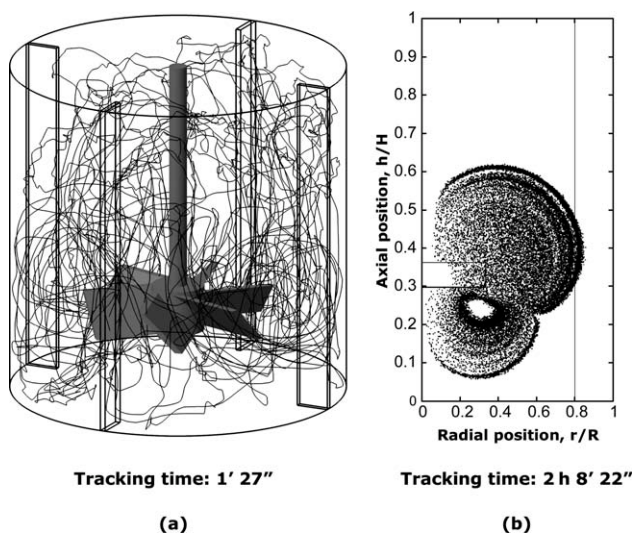 1
0.9
0.8
0.7
0.6
0.5
0.4
0.3
0.2
0.1
0
Axial position, h/H
0 0.2 0.4 0.6 0.8 1
Radial position, r/R
Tracking time: 1′ 27″
Tracking time: 2 h 8′ 22″
(a)
(b)